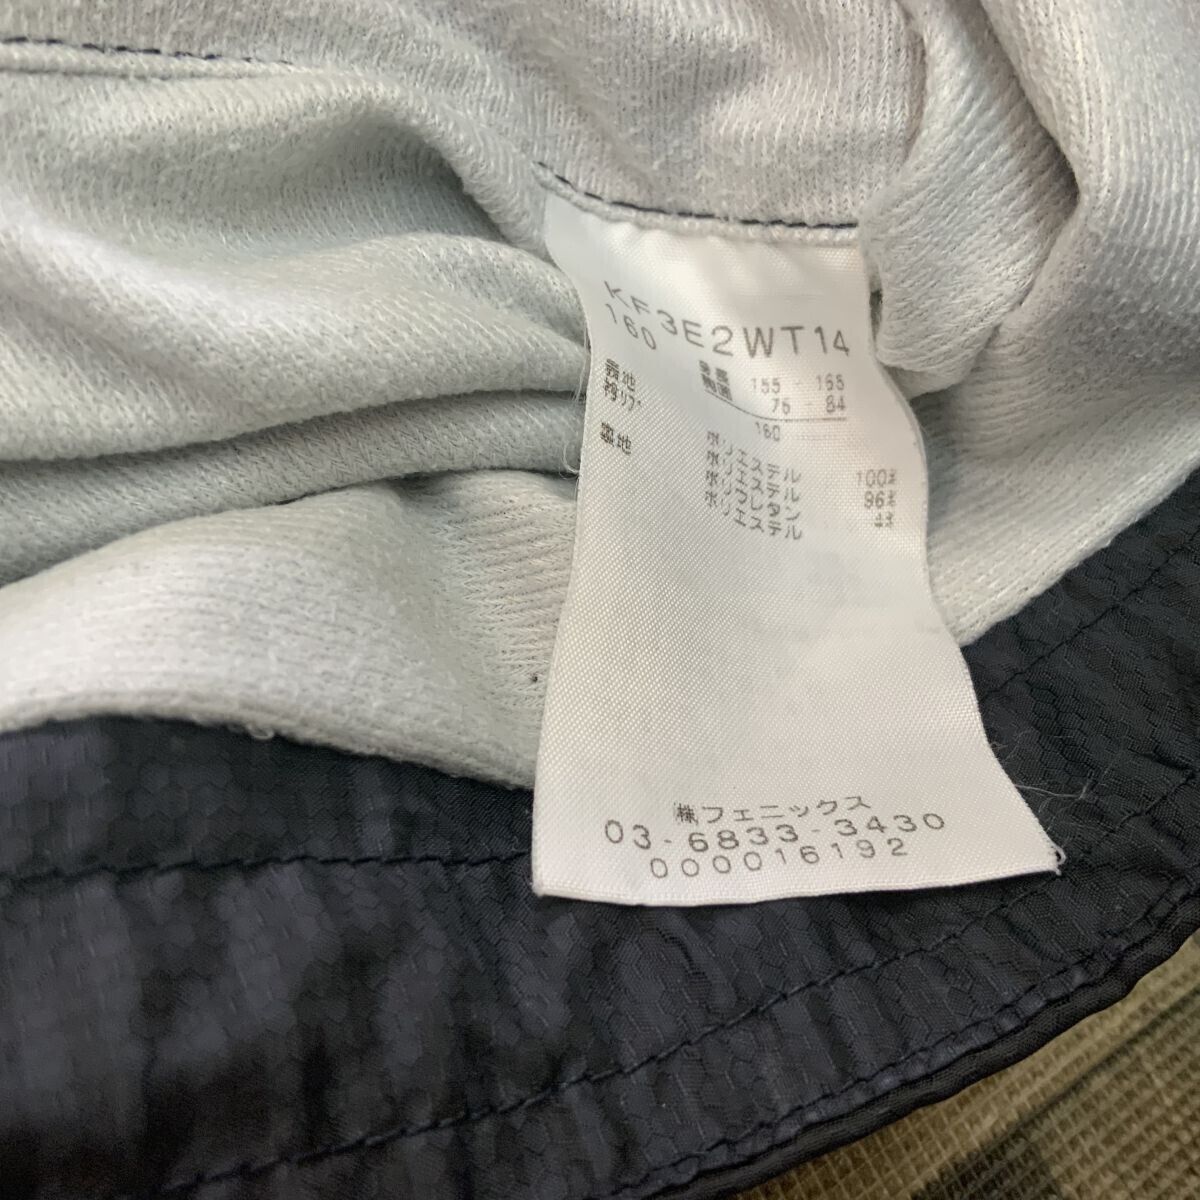 KF3E2WT14
160
身長 155 - 165
胸囲 76 - 84
160
表地 ポリエステル 100%
衿リブ ポリエステル 96%
ポリウレタン 4%
裏地 ポリエステル
㈱フェニックス
03-6833-3430
000016192